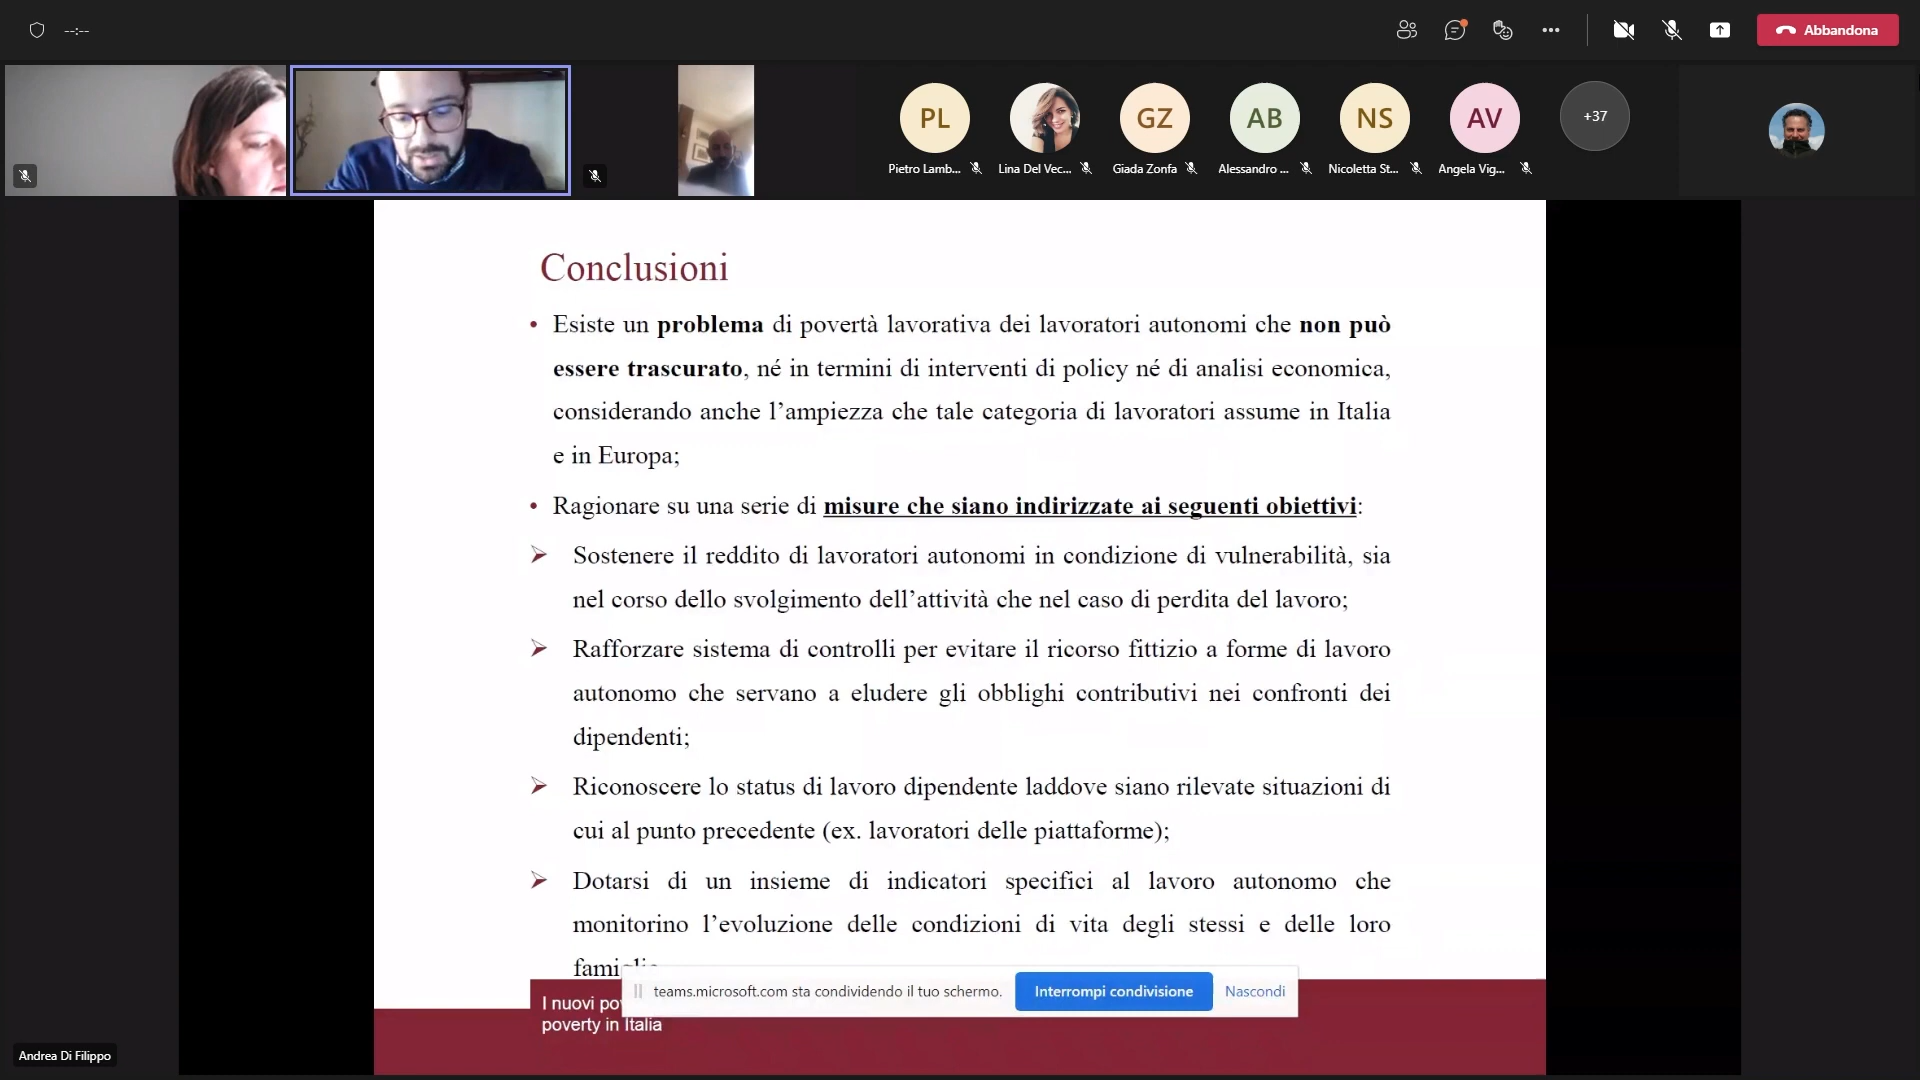 --:--
Abbandona
PL
GZ
AB
NS
AV
+37
Pietro Lamb...
Lina Del Vec...
Giada Zonfa
Alessandro ...
Nicoletta St...
Angela Vig...
Conclusioni
• Esiste un problema di povertà lavorativa dei lavoratori autonomi che non può
essere trascurato, né in termini di interventi di policy né di analisi economica,
considerando anche l’ampiezza che tale categoria di lavoratori assume in Italia
e in Europa;
• Ragionare su una serie di misure che siano indirizzate ai seguenti obiettivi:
➢ Sostenere il reddito di lavoratori autonomi in condizione di vulnerabilità, sia
nel corso dello svolgimento dell’attività che nel caso di perdita del lavoro;
➢ Rafforzare sistema di controlli per evitare il ricorso fittizio a forme di lavoro
autonomo che servano a eludere gli obblighi contributivi nei confronti dei
dipendenti;
➢ Riconoscere lo status di lavoro dipendente laddove siano rilevate situazioni di
cui al punto precedente (ex. lavoratori delle piattaforme);
➢ Dotarsi di un insieme di indicatori specifici al lavoro autonomo che
monitorino l’evoluzione delle condizioni di vita degli stessi e delle loro
teams.microsoft.com sta condividendo il tuo schermo.
Interrompi condivisione
Nascondi
I nuovi
poverty in Italia
Andrea Di Filippo